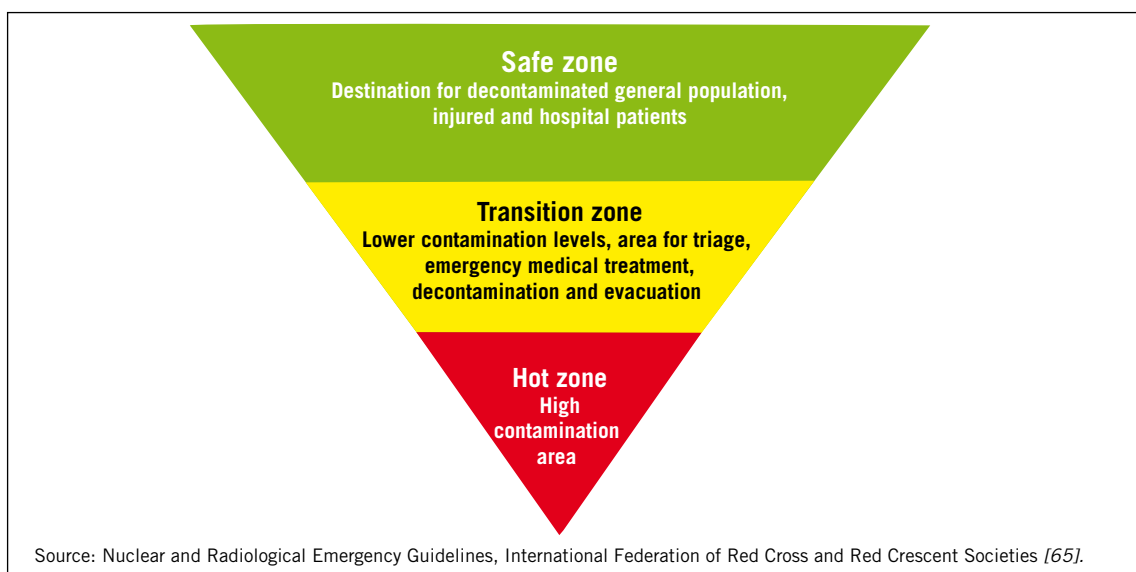 Safe zone
Destination for decontaminated general population,
injured and hospital patients
Transition zone
Lower contamination levels, area for triage,
emergency medical treatment,
decontamination and evacuation
Hot zone
High
contamination
area
Source: Nuclear and Radiological Emergency Guidelines, International Federation of Red Cross and Red Crescent Societies [65].